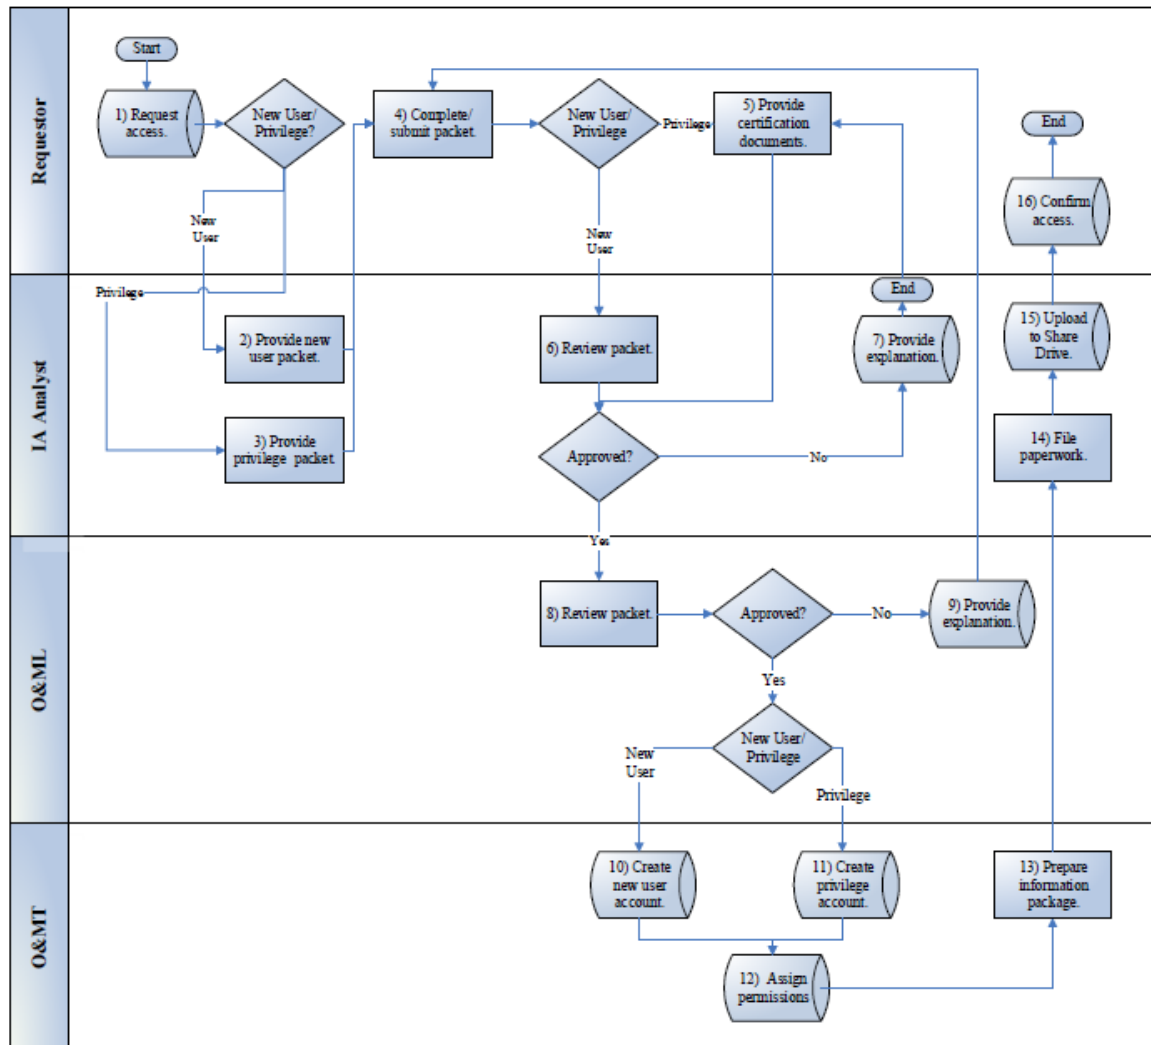 Requestor
Start
1) Request
access.
New User/
Privilege?
New
User
Privilege
4) Complete/
submit packet.
New User/
Privilege
Privilege
New
User
5) Provide
certification
documents.
End
16) Confirm
access.
IA Analyst
2) Provide new
user packet.
3) Provide
privilege packet.
6) Review packet.
Approved?
No
Yes
End
7) Provide
explanation.
15) Upload
to Share
Drive.
14) File
paperwork.
O&ML
8) Review packet.
Approved?
No
9) Provide
explanation.
Yes
New User/
Privilege
New
User
Privilege
O&MT
10) Create
new user
account.
11) Create
privilege
account.
13) Prepare
information
package.
12) Assign
permissions